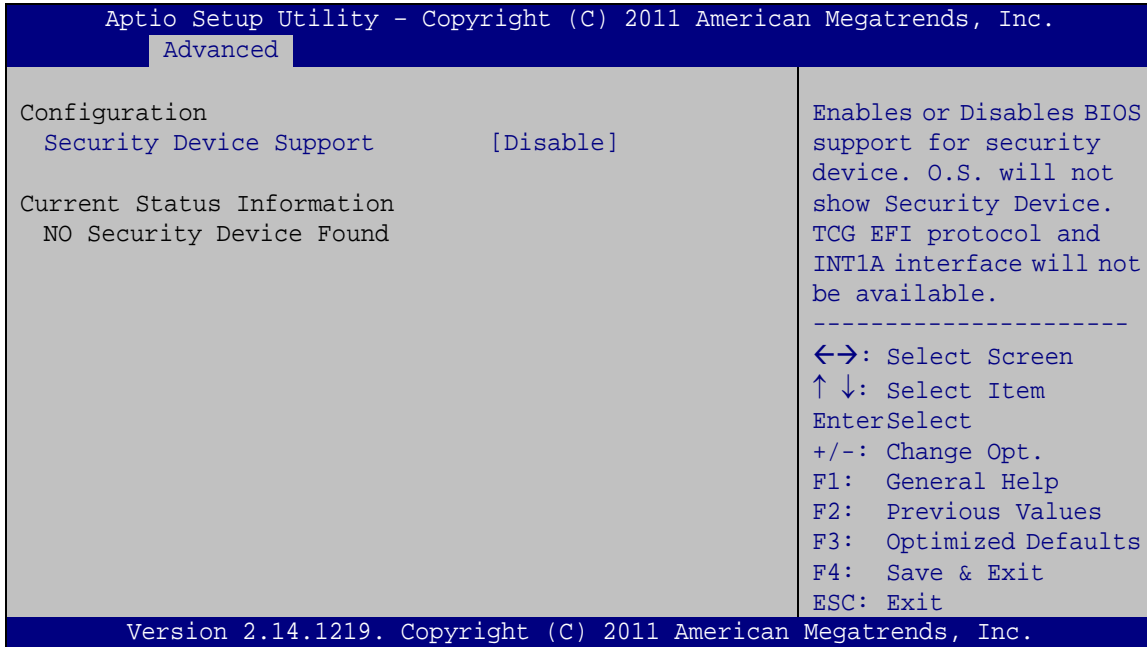 Aptio Setup Utility – Copyright (C) 2011 American Megatrends, Inc.
Advanced
Configuration
Security Device Support [Disable]
Current Status Information
NO Security Device Found
Enables or Disables BIOS
support for security
device. O.S. will not
show Security Device.
TCG EFI protocol and
INT1A interface will not
be available.
----------------------
←→: Select Screen
↑ ↓: Select Item
EnterSelect
+/-: Change Opt.
F1: General Help
F2: Previous Values
F3: Optimized Defaults
F4: Save & Exit
ESC: Exit
Version 2.14.1219. Copyright (C) 2011 American Megatrends, Inc.